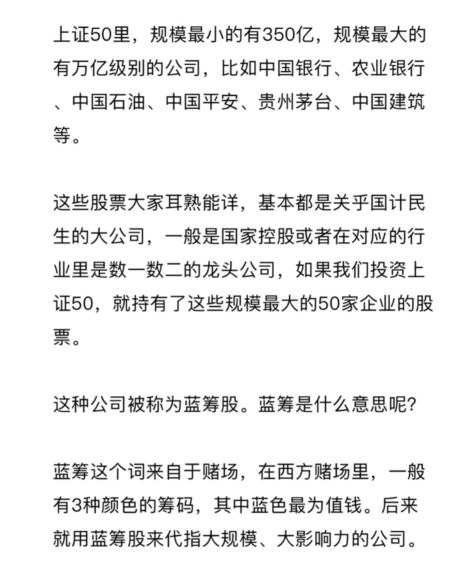 上证50里，规模最小的有350亿，规模最大的
有万亿级别的公司，比如中国银行、农业银行
、中国石油、中国平安、贵州茅台、中国建筑
等。
这些股票大家耳熟能详，基本都是关乎国计民
生的大公司，一般是国家控股或者在对应的行
业里是数一数二的龙头公司，如果我们投资上
证50，就持有了这些规模最大的50家企业的股
票。
这种公司被称为蓝筹股。蓝筹是什么意思呢？
蓝筹这个词来自于赌场，在西方赌场里，一般
有3种颜色的筹码，其中蓝色最为值钱。后来
就用蓝筹股来代指大规模、大影响力的公司。